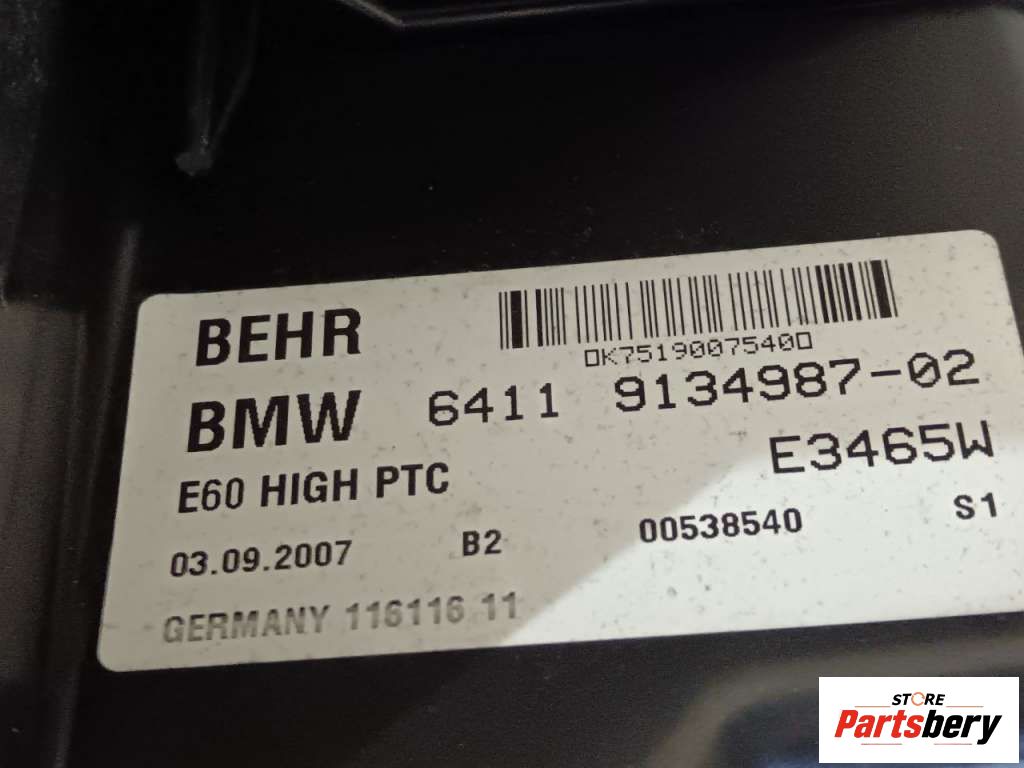 BEHR
0K75190075400
BMW 6411 9134987-02
E60 HIGH PTC E3465W
03.09.2007 B2 00538540 S1
GERMANY 116116 11
STORE
Partsbery